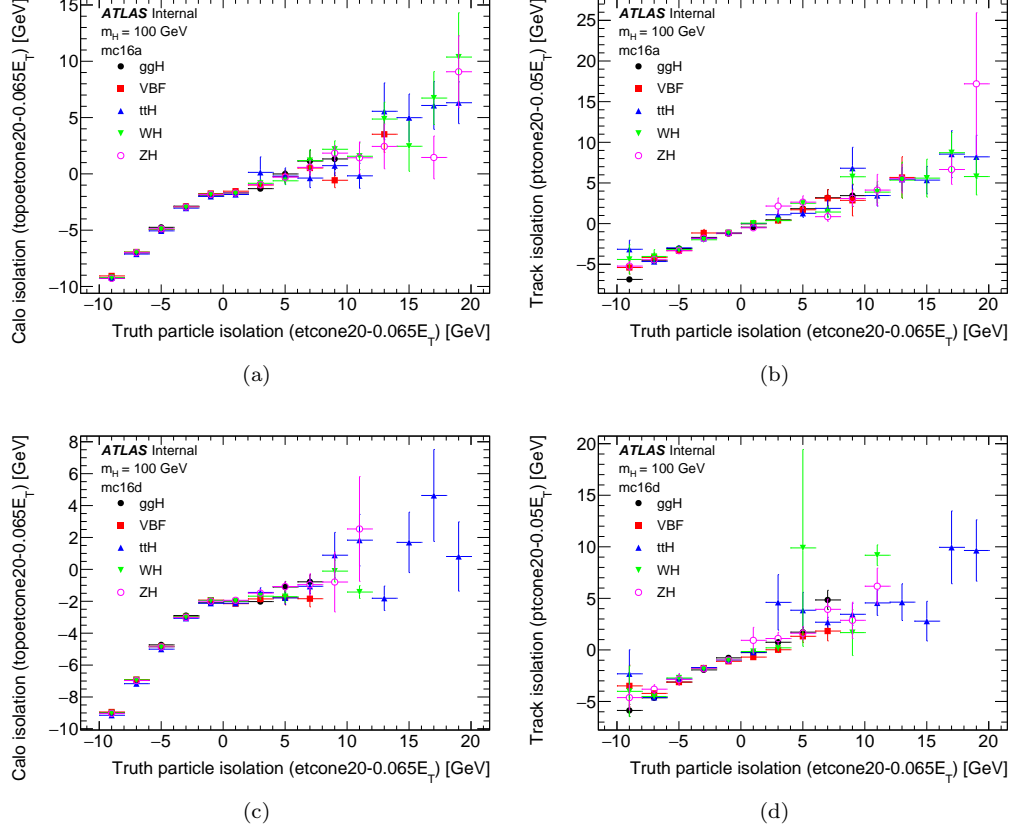 ATLAS Internal
m_H = 100 GeV
mc16a
ggH
VBF
ttH
WH
ZH
Calo isolation (topoetcone20-0.065E_T) [GeV]
15
10
5
0
−5
−10
−10 −5 0 5 10 15 20
Truth particle isolation (etcone20-0.065E_T) [GeV]
(a)
ATLAS Internal
m_H = 100 GeV
mc16a
ggH
VBF
ttH
WH
ZH
Track isolation (ptcone20-0.05E_T) [GeV]
25
20
15
10
5
0
−5
−10 −5 0 5 10 15 20
Truth particle isolation (etcone20-0.065E_T) [GeV]
(b)
ATLAS Internal
m_H = 100 GeV
mc16d
ggH
VBF
ttH
WH
ZH
Calo isolation (topoetcone20-0.065E_T) [GeV]
8
6
4
2
0
−2
−4
−6
−8
−10
−10 −5 0 5 10 15 20
Truth particle isolation (etcone20-0.065E_T) [GeV]
(c)
ATLAS Internal
m_H = 100 GeV
mc16d
ggH
VBF
ttH
WH
ZH
Track isolation (ptcone20-0.05E_T) [GeV]
20
15
10
5
0
−5
−10 −5 0 5 10 15 20
Truth particle isolation (etcone20-0.065E_T) [GeV]
(d)